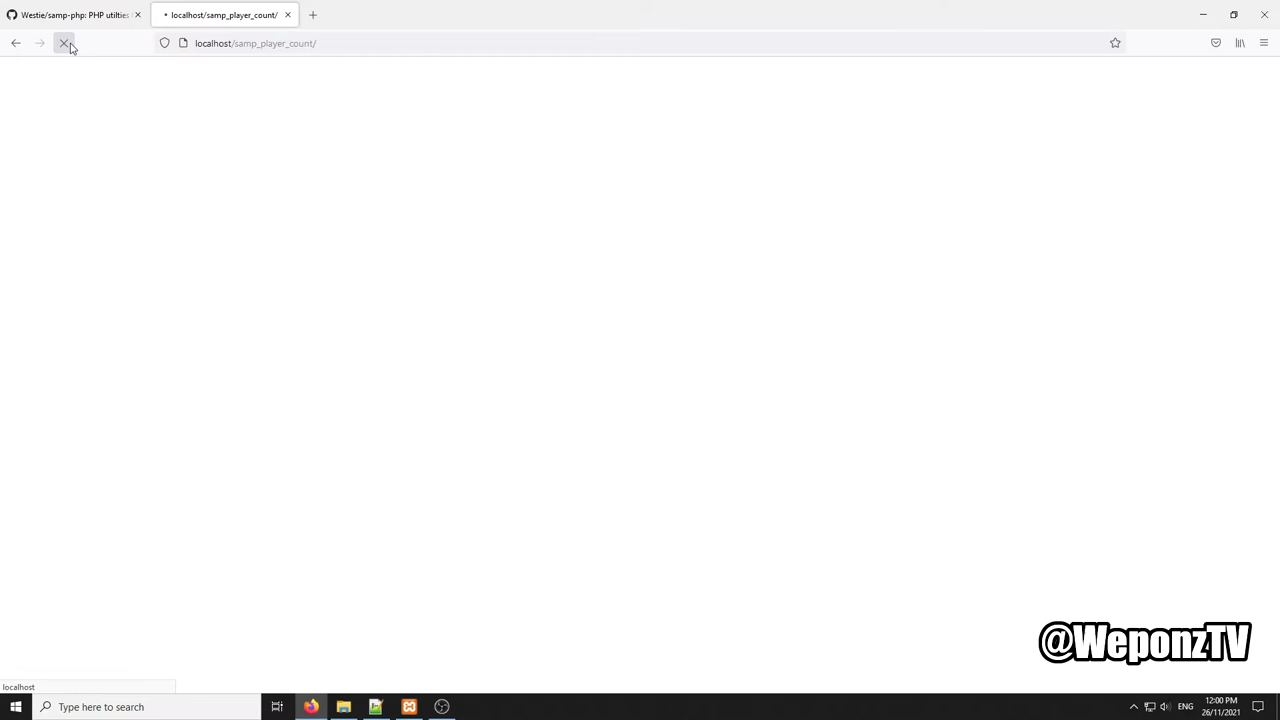 Westie/samp-php: PHP utilties
localhost/samp_player_count/
localhost/samp_player_count/
@WeponzTV
localhost
Type here to search
ENG
12:00 PM
26/11/2021